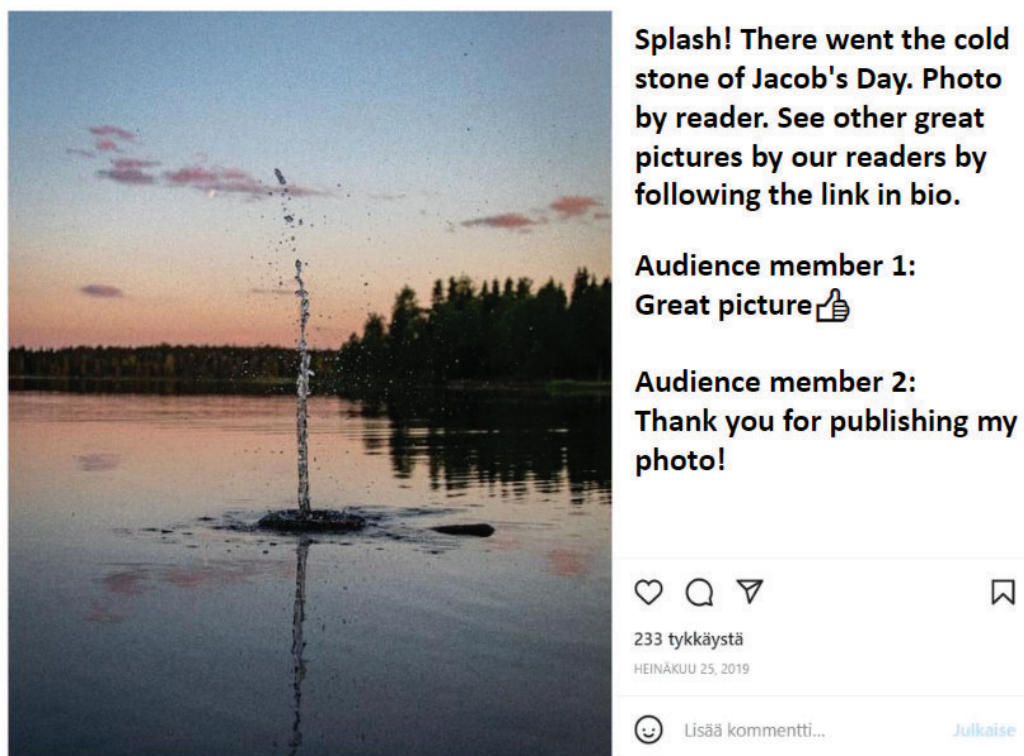 Splash! There went the cold
stone of Jacob's Day. Photo
by reader. See other great
pictures by our readers by
following the link in bio.
Audience member 1:
Great picture
Audience member 2:
Thank you for publishing my
photo!
233 tykkäystä
HEINÄKUU 25, 2019
Lisää kommentti... Julkaise